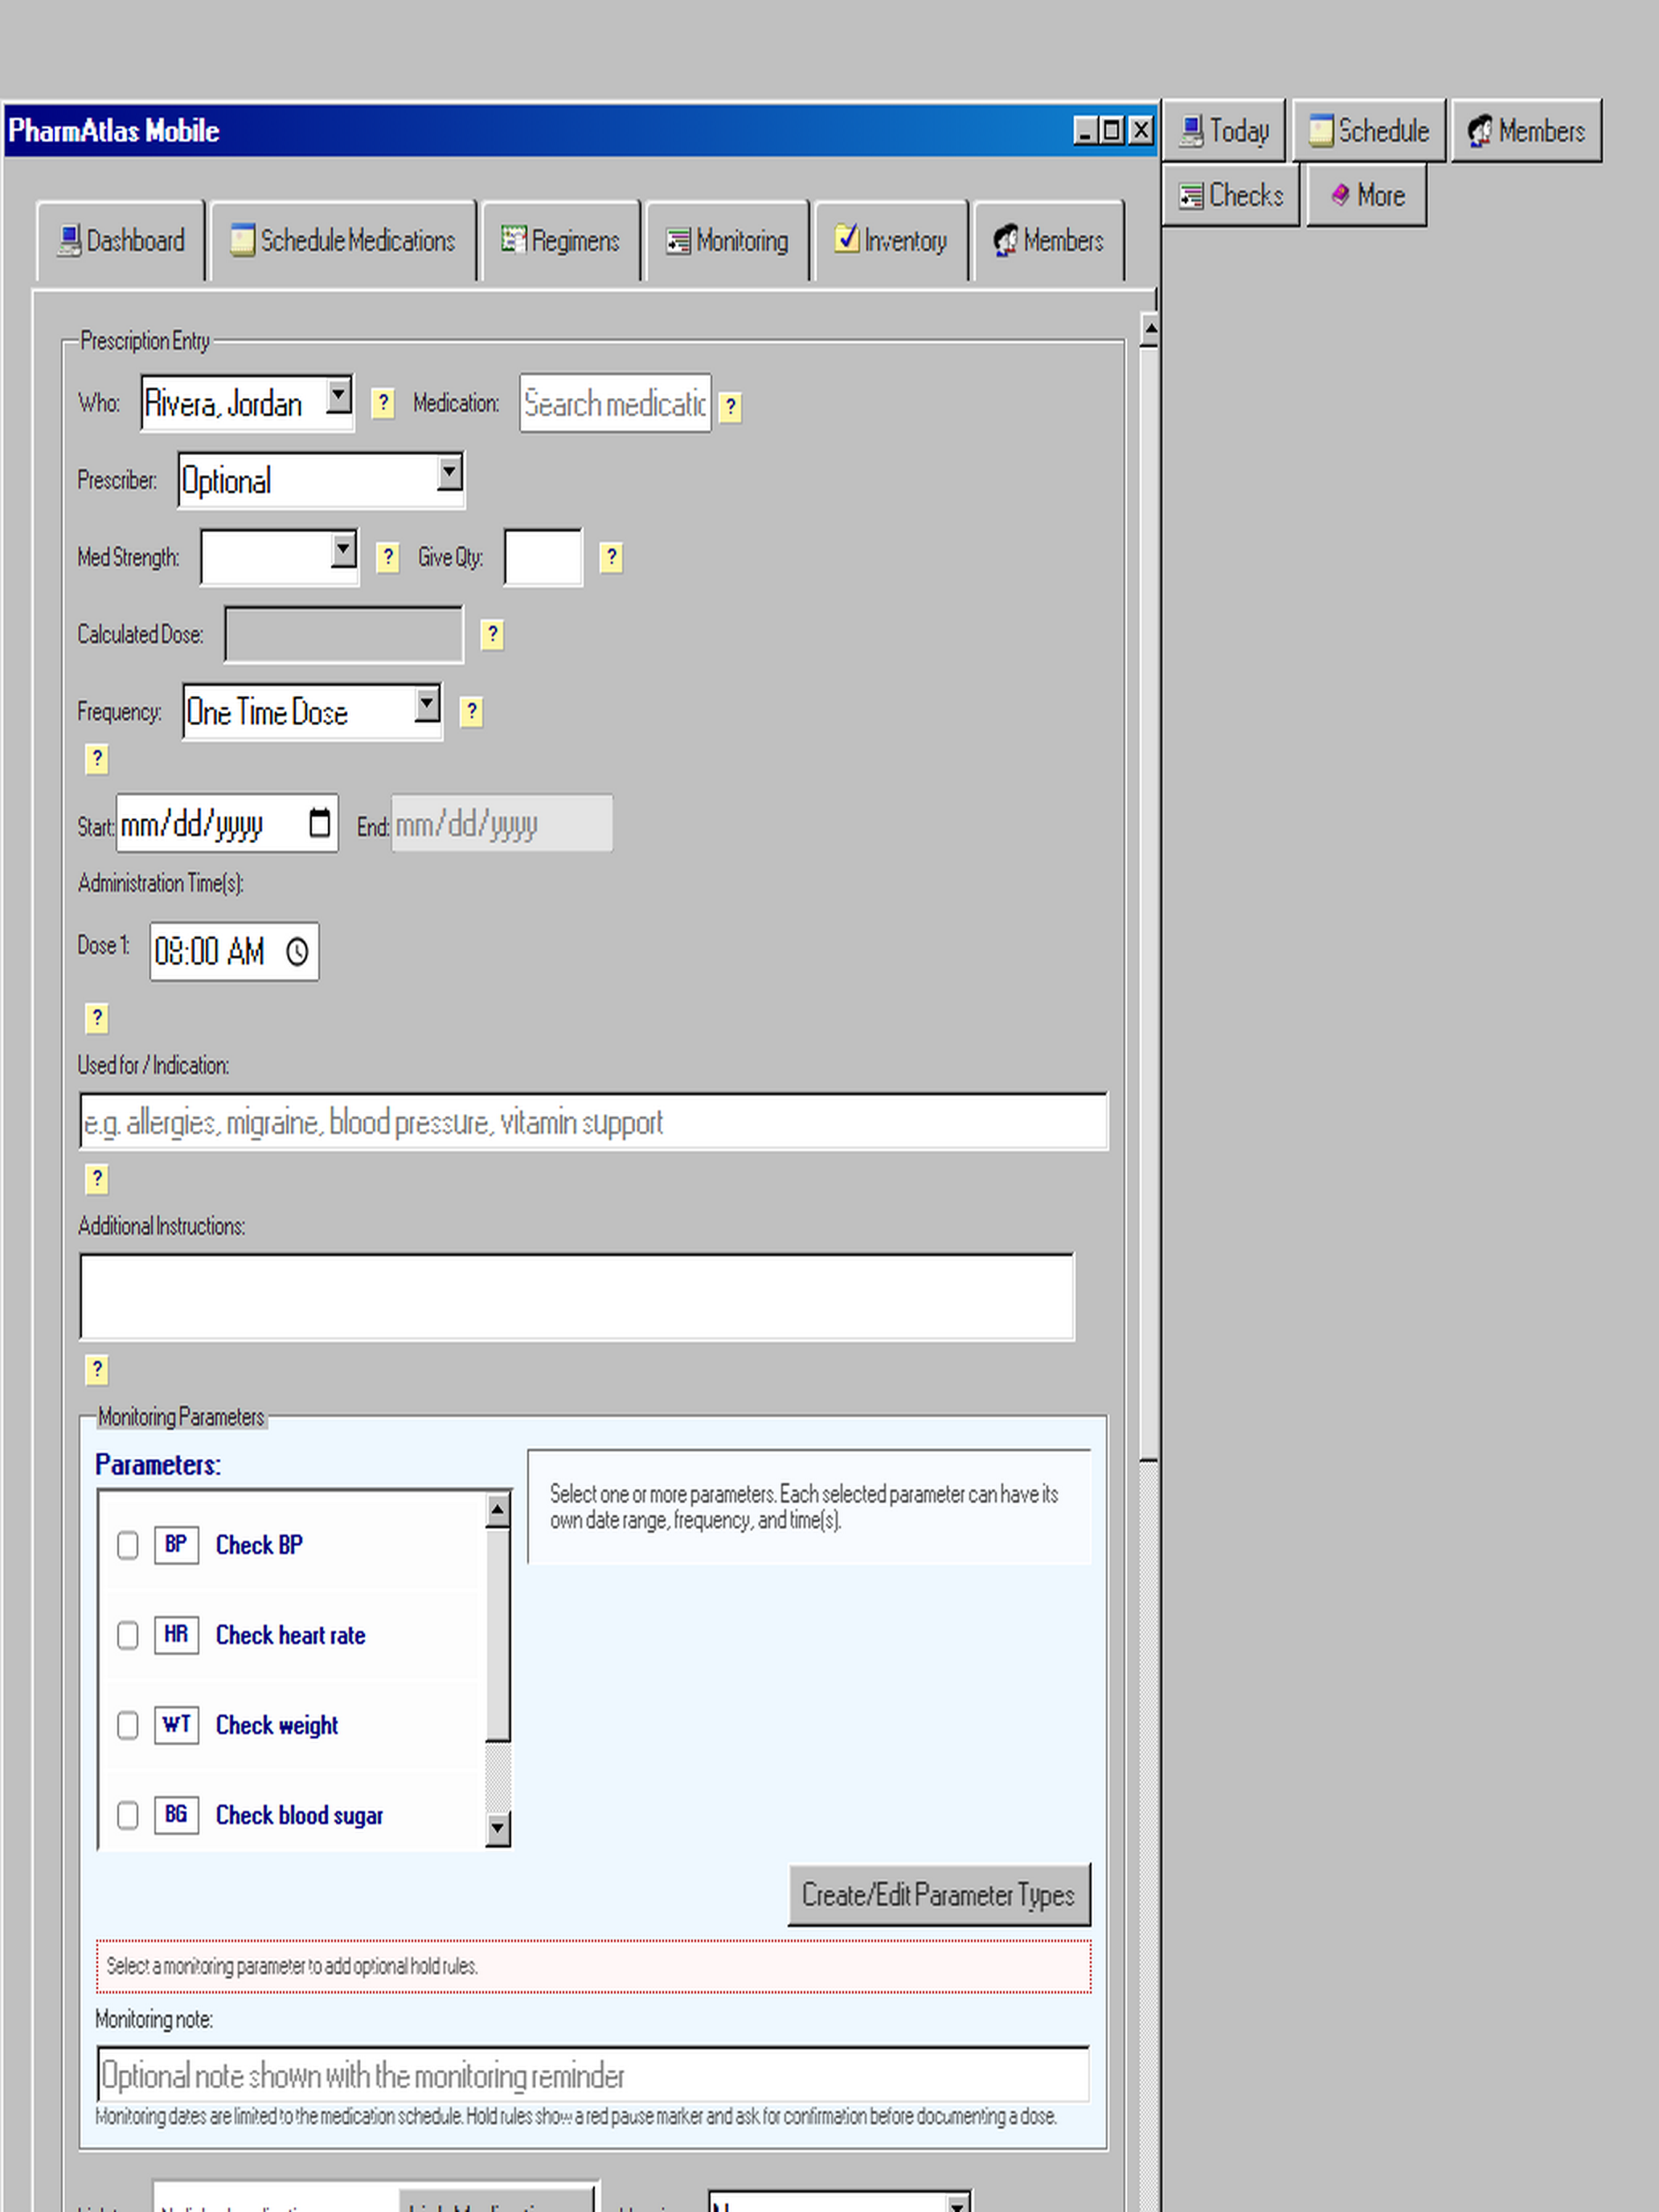 PharmAtlas Mobile
Today
Schedule
Members
Checks
More
Dashboard
Schedule Medications
Regimens
Monitoring
Inventory
Members
Prescription Entry
Who: Rivera, Jordan ? Medication: Search medicatic ?
Prescriber: Optional
Med Strength: ? Give Qty: ?
Calculated Dose: ?
Frequency: One Time Dose ?
?
Start: mm/dd/yyyy End: mm/dd/yyyy
Administration Time(s):
Dose 1: 08:00 AM
?
Used for / Indication:
e.g. allergies, migraine, blood pressure, vitamin support
?
Additional Instructions:
?
Monitoring Parameters
Parameters:
BP Check BP
HR Check heart rate
WT Check weight
BG Check blood sugar
Select one or more parameters. Each selected parameter can have its
own date range, frequency, and time(s).
Create/Edit Parameter Types
Select a monitoring parameter to add optional hold rules.
Monitoring note:
Optional note shown with the monitoring reminder
Monitoring dates are limited to the medication schedule. Hold rules show a red pause marker and ask for confirmation before documenting a dose.